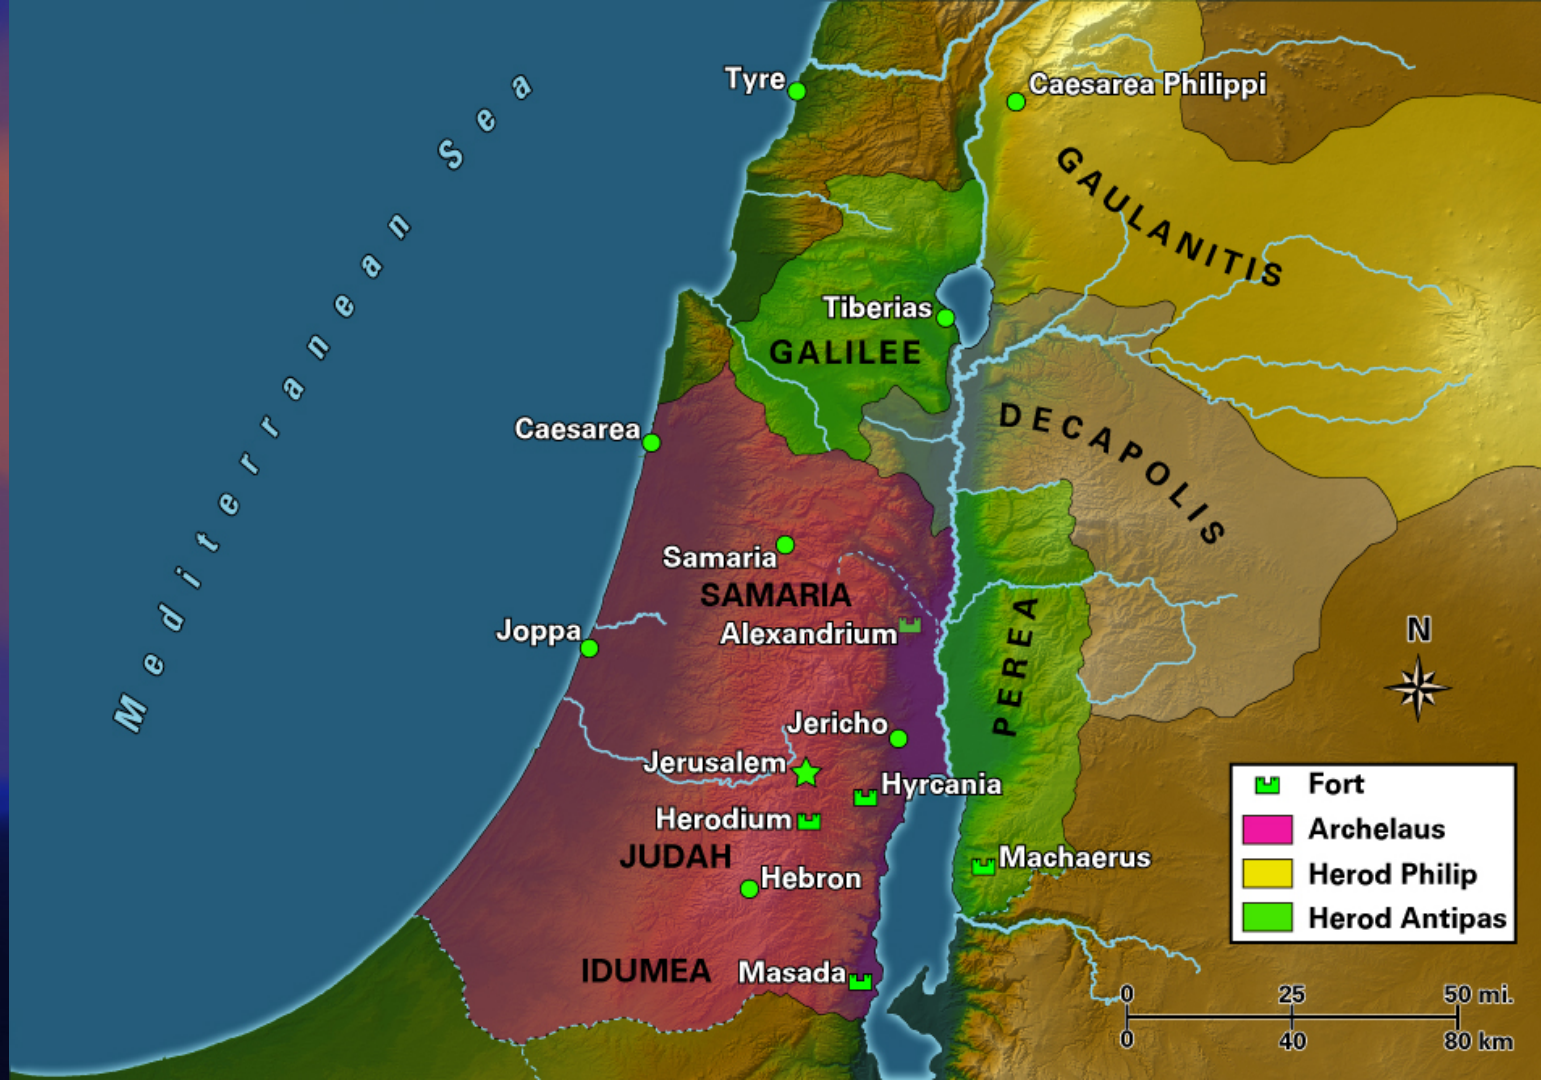 Tyre
Caesarea Philippi
Mediterranean Sea
GAULANITIS
Tiberias
GALILEE
DECAPOLIS
Caesarea
Samaria
SAMARIA
Alexandrium
PEREA
Joppa
N
Jericho
Jerusalem
Hyrcania
Herodium
JUDAH
Machaerus
Hebron
IDUMEA
Masada
Fort
Archelaus
Herod Philip
Herod Antipas
0 25 50 mi.
0 40 80 km